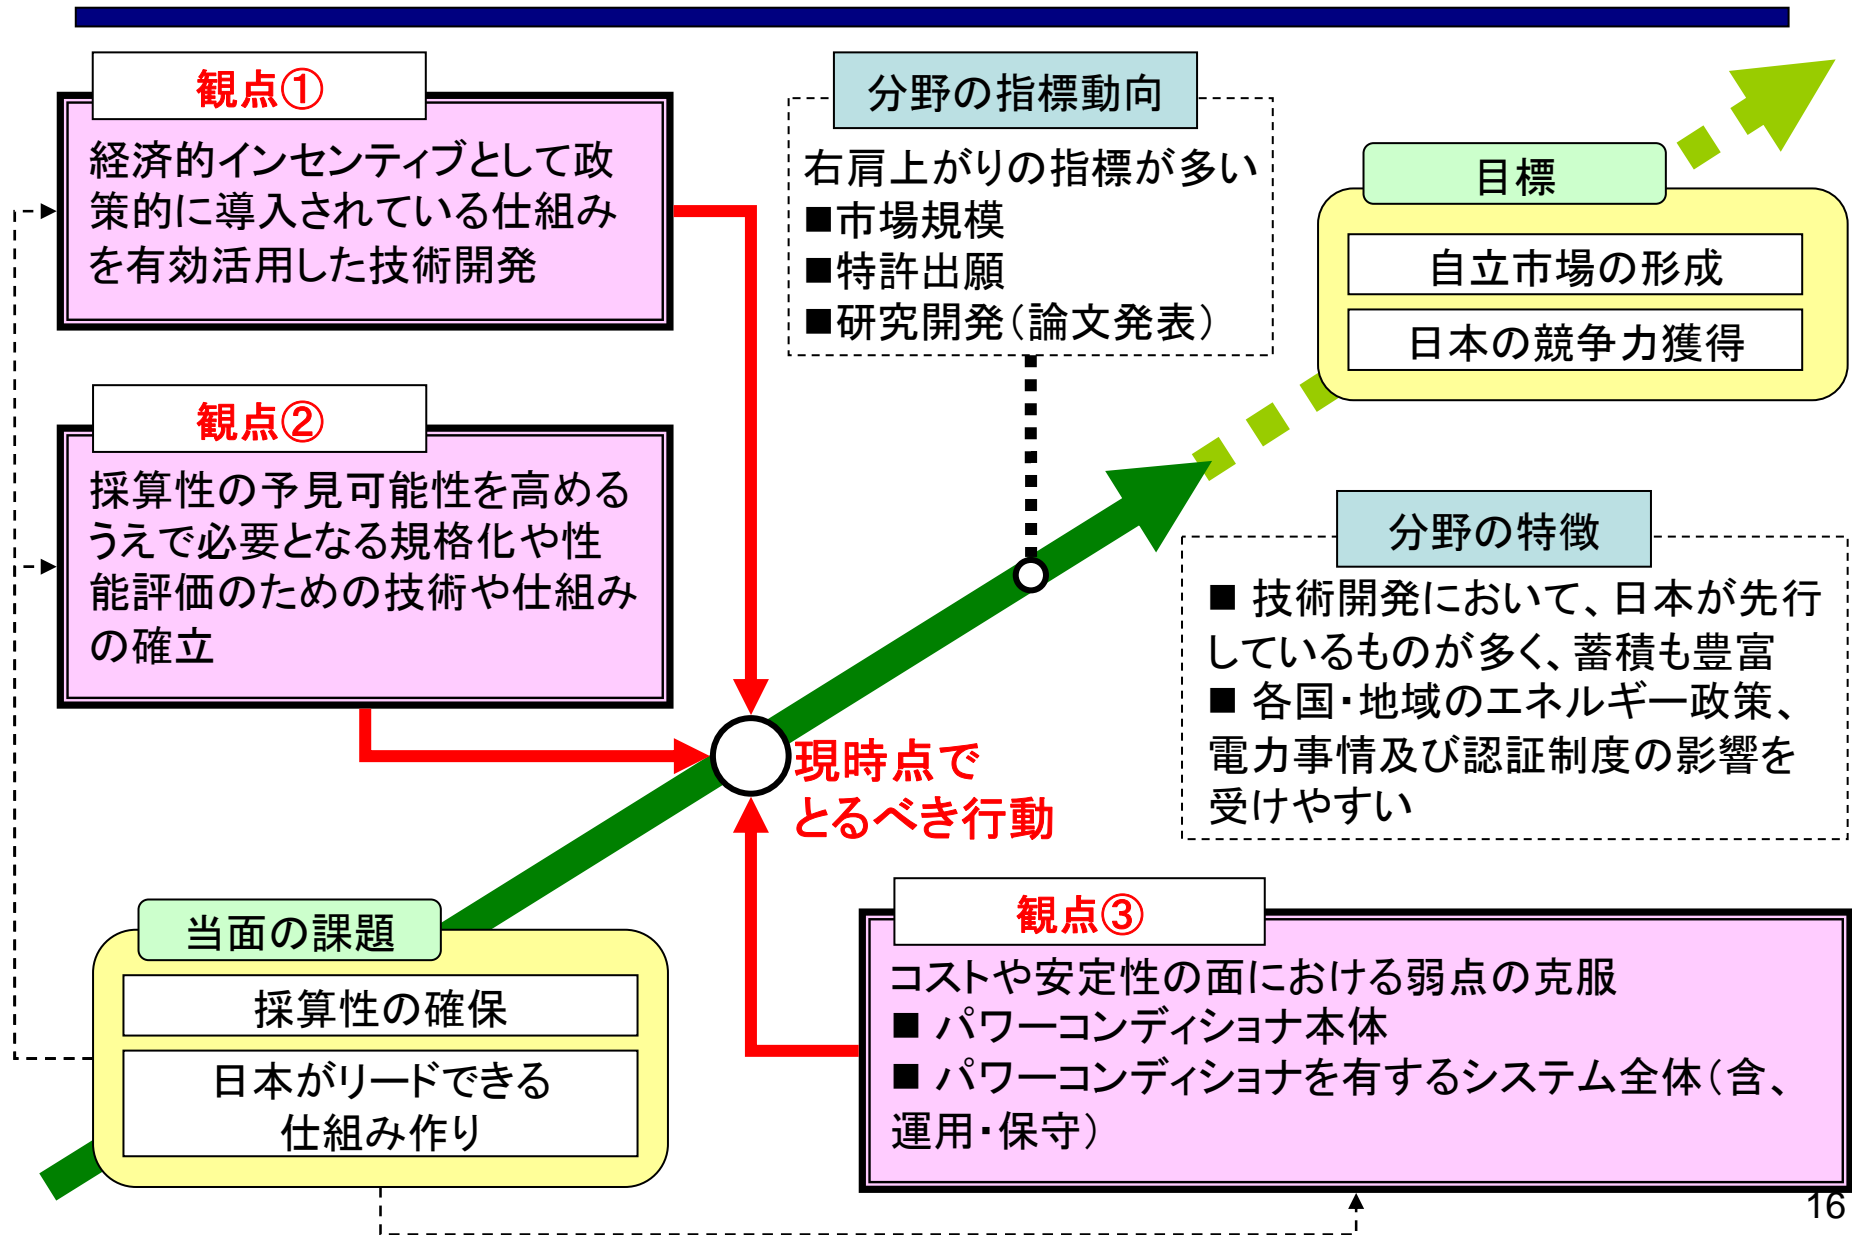 観点①
経済的インセンティブとして政
策的に導入されている仕組み
を有効活用した技術開発
観点②
採算性の予見可能性を高める
うえで必要となる規格化や性
能評価のための技術や仕組み
の確立
分野の指標動向
右肩上がりの指標が多い
■市場規模
■特許出願
■研究開発（論文発表）
目標
自立市場の形成
日本の競争力獲得
分野の特徴
■ 技術開発において、日本が先行
しているものが多く、蓄積も豊富
■ 各国・地域のエネルギー政策、
電力事情及び認証制度の影響を
受けやすい
現時点で
とるべき行動
当面の課題
採算性の確保
日本がリードできる
仕組み作り
観点③
コストや安定性の面における弱点の克服
■ パワーコンディショナ本体
■ パワーコンディショナを有するシステム全体（含、
運用・保守）
16